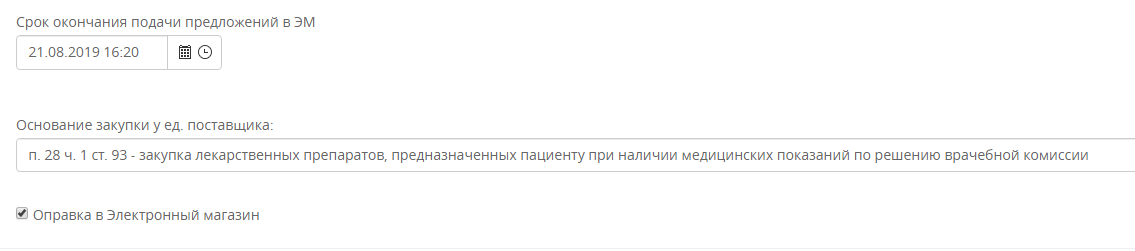 Срок окончания подачи предложений в ЭМ
21.08.2019 16:20
Основание закупки у ед. поставщика:
п. 28 ч. 1 ст. 93 - закупка лекарственных препаратов, предназначенных пациенту при наличии медицинских показаний по решению врачебной комиссии
Оправка в Электронный магазин